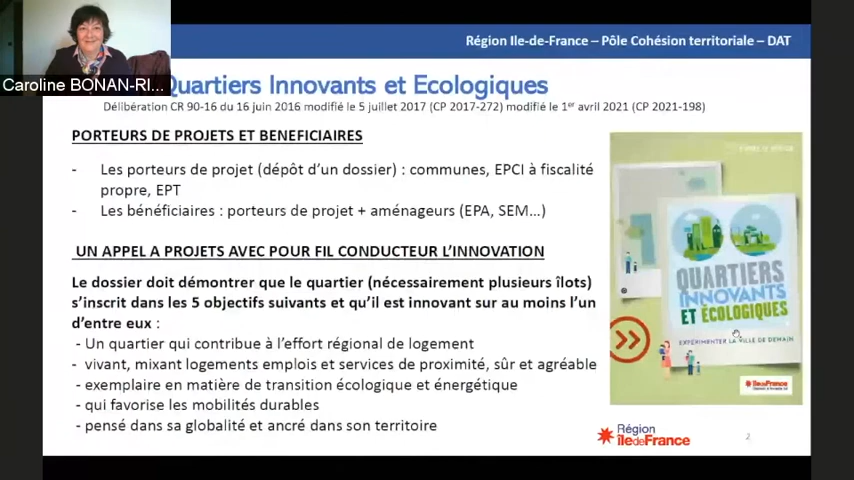 Région Ile-de-France – Pôle Cohésion territoriale – DAT
Caroline BONAN-RI...
Quartiers Innovants et Ecologiques
Délibération CR 90-16 du 16 juin 2016 modifié le 5 juillet 2017 (CP 2017-272) modifié le 1er avril 2021 (CP 2021-198)
PORTEURS DE PROJETS ET BENEFICIAIRES
- Les porteurs de projet (dépôt d'un dossier) : communes, EPCI à fiscalité
propre, EPT
- Les bénéficiaires : porteurs de projet + aménageurs (EPA, SEM…)
UN APPEL A PROJETS AVEC POUR FIL CONDUCTEUR L'INNOVATION
Le dossier doit démontrer que le quartier (nécessairement plusieurs îlots)
s'inscrit dans les 5 objectifs suivants et qu'il est innovant sur au moins l'un
d'entre eux :
- Un quartier qui contribue à l'effort régional de logement
- vivant, mixant logements emplois et services de proximité, sûr et agréable
- exemplaire en matière de transition écologique et énergétique
- qui favorise les mobilités durables
- pensé dans sa globalité et ancré dans son territoire
QUARTIERS
INNOVANTS
ET ÉCOLOGIQUES
EXPÉRIMENTER LA VILLE DE DEMAIN
île de France
Région
île de France
2